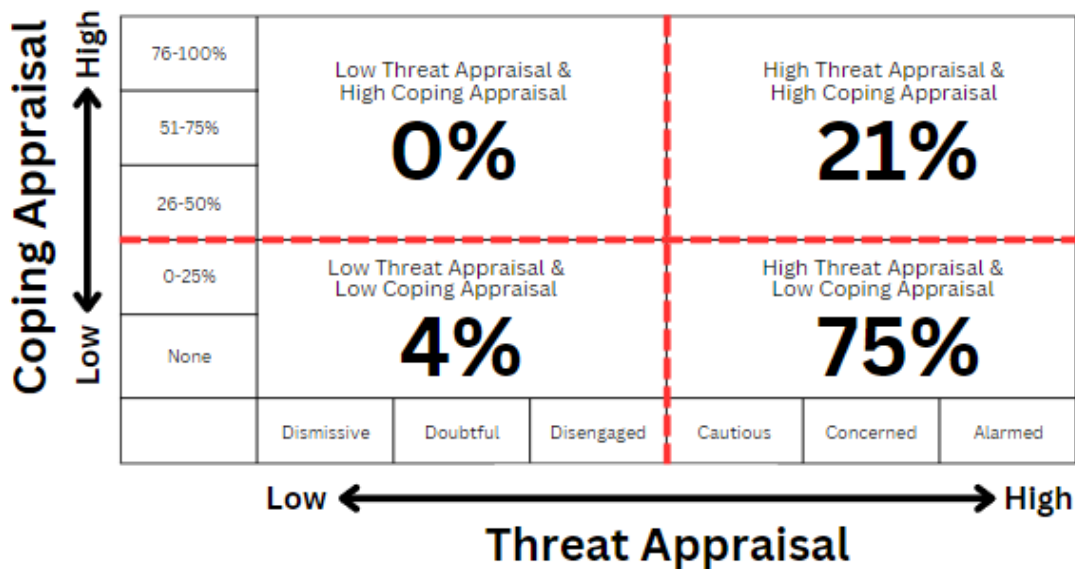 Coping Appraisal
High
Low
76-100%
51-75%
26-50%
0-25%
None
Low Threat Appraisal &
High Coping Appraisal
0%
High Threat Appraisal &
High Coping Appraisal
21%
Low Threat Appraisal &
Low Coping Appraisal
4%
High Threat Appraisal &
Low Coping Appraisal
75%
Dismissive
Doubtful
Disengaged
Cautious
Concerned
Alarmed
Low
High
Threat Appraisal